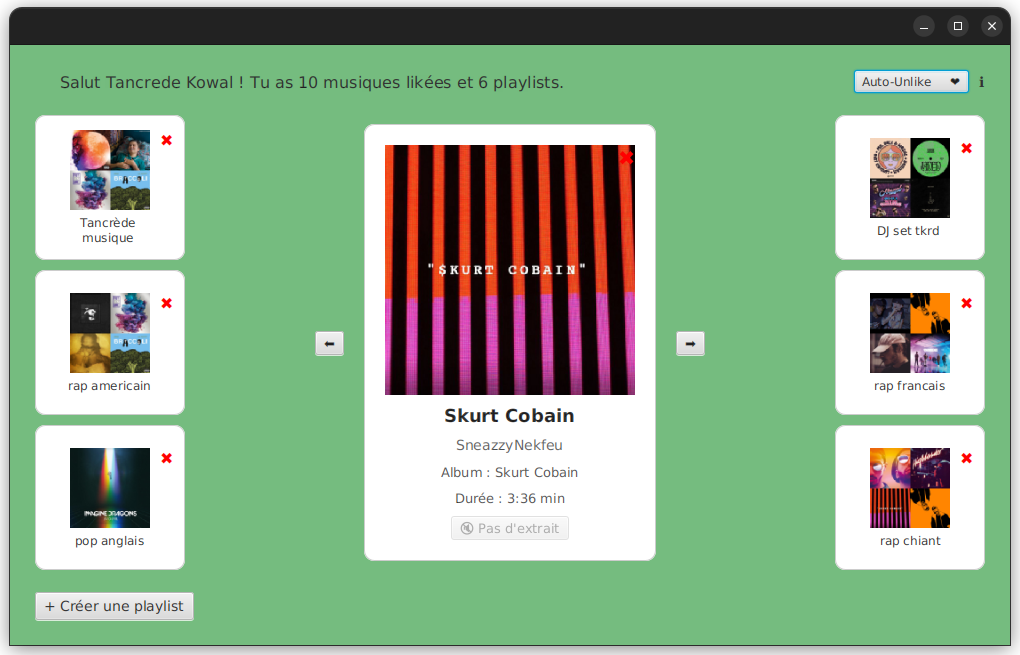 Salut Tancrede Kowal ! Tu as 10 musiques likées et 6 playlists.
Auto-Unlike ❤
ℹ
✖
Tancrède
musique
✖
rap americain
✖
IMAGINE DRAGONS
pop anglais
+ Créer une playlist
⬅
✖
"$KURT COBAIN"
Skurt Cobain
SneazzyNekfeu
Album : Skurt Cobain
Durée : 3:36 min
🔇 Pas d'extrait
➡
✖
DJ set tkrd
✖
rap francais
✖
rap chiant